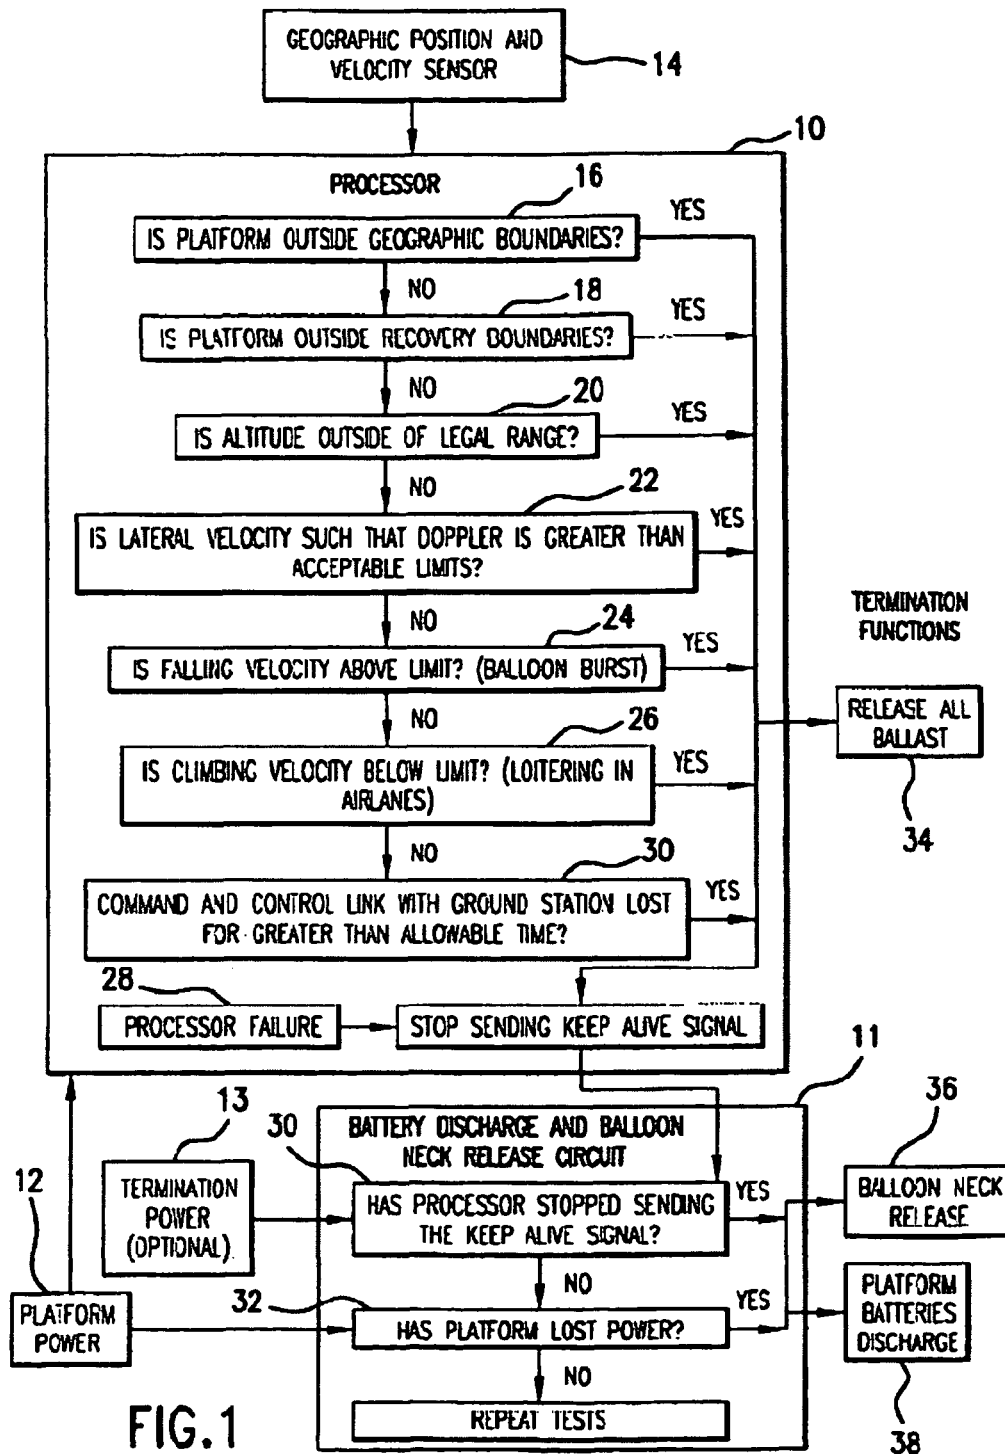 GEOGRAPHIC POSITION AND
VELOCITY SENSOR
14
10
PROCESSOR
16
IS PLATFORM OUTSIDE GEOGRAPHIC BOUNDARIES?
YES
NO
18
IS PLATFORM OUTSIDE RECOVERY BOUNDARIES?
YES
NO
20
IS ALTITUDE OUTSIDE OF LEGAL RANGE?
YES
NO
22
IS LATERAL VELOCITY SUCH THAT DOPPLER IS GREATER THAN
ACCEPTABLE LIMITS?
YES
NO
24
IS FALLING VELOCITY ABOVE LIMIT? (BALLOON BURST)
YES
NO
26
IS CLIMBING VELOCITY BELOW LIMIT? (LOITERING IN
AIRLANES)
YES
NO
30
COMMAND AND CONTROL LINK WITH GROUND STATION LOST
FOR GREATER THAN ALLOWABLE TIME?
YES
TERMINATION
FUNCTIONS
RELEASE ALL
BALLAST
34
28
PROCESSOR FAILURE
STOP SENDING KEEP ALIVE SIGNAL
11
BATTERY DISCHARGE AND BALLOON
NECK RELEASE CIRCUIT
13
TERMINATION
POWER
(OPTIONAL)
30
HAS PROCESSOR STOPPED SENDING
THE KEEP ALIVE SIGNAL?
YES
NO
36
BALLOON NECK
RELEASE
12
PLATFORM
POWER
32
HAS PLATFORM LOST POWER?
YES
NO
PLATFORM
BATTERIES
DISCHARGE
38
REPEAT TESTS
FIG.1